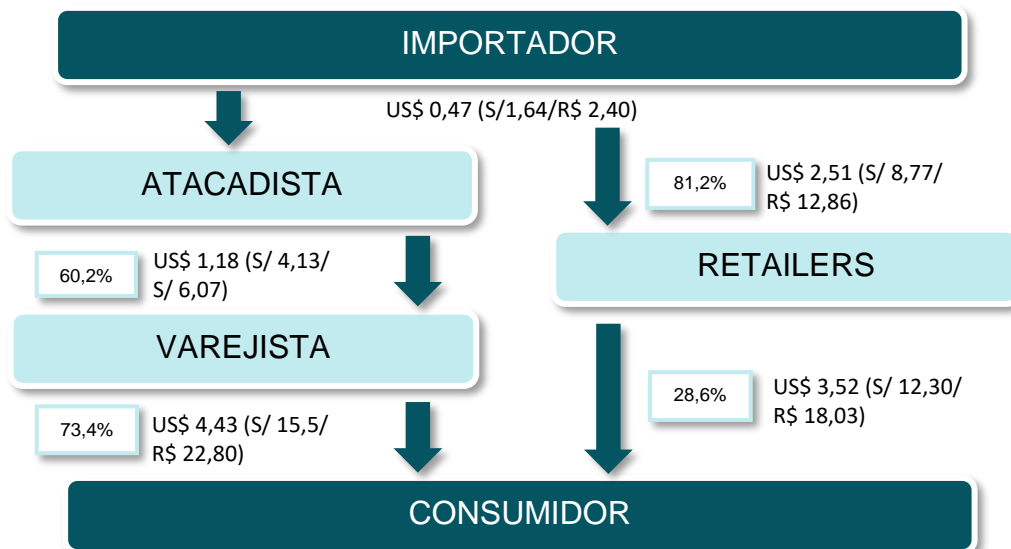 IMPORTADOR
US$ 0,47 (S/1,64/R$ 2,40)
ATACADISTA
81,2%
US$ 2,51 (S/ 8,77/
R$ 12,86)
60,2%
US$ 1,18 (S/ 4,13/
S/ 6,07)
RETAILERS
VAREJISTA
73,4%
US$ 4,43 (S/ 15,5/
R$ 22,80)
28,6%
US$ 3,52 (S/ 12,30/
R$ 18,03)
CONSUMIDOR